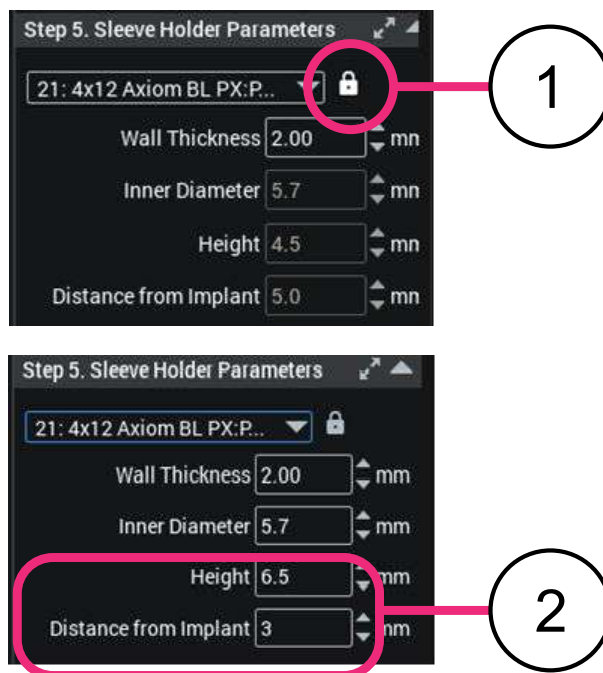 Step 5. Sleeve Holder Parameters
21: 4x12 Axiom BL PX:P...
1
Wall Thickness 2.00 mn
Inner Diameter 5.7 mn
Height 4.5 mn
Distance from Implant 5.0 mn
Step 5. Sleeve Holder Parameters
21: 4x12 Axiom BL PX:P...
Wall Thickness 2.00 mm
Inner Diameter 5.7 mm
Height 6.5 mm
Distance from Implant 3 mm
2